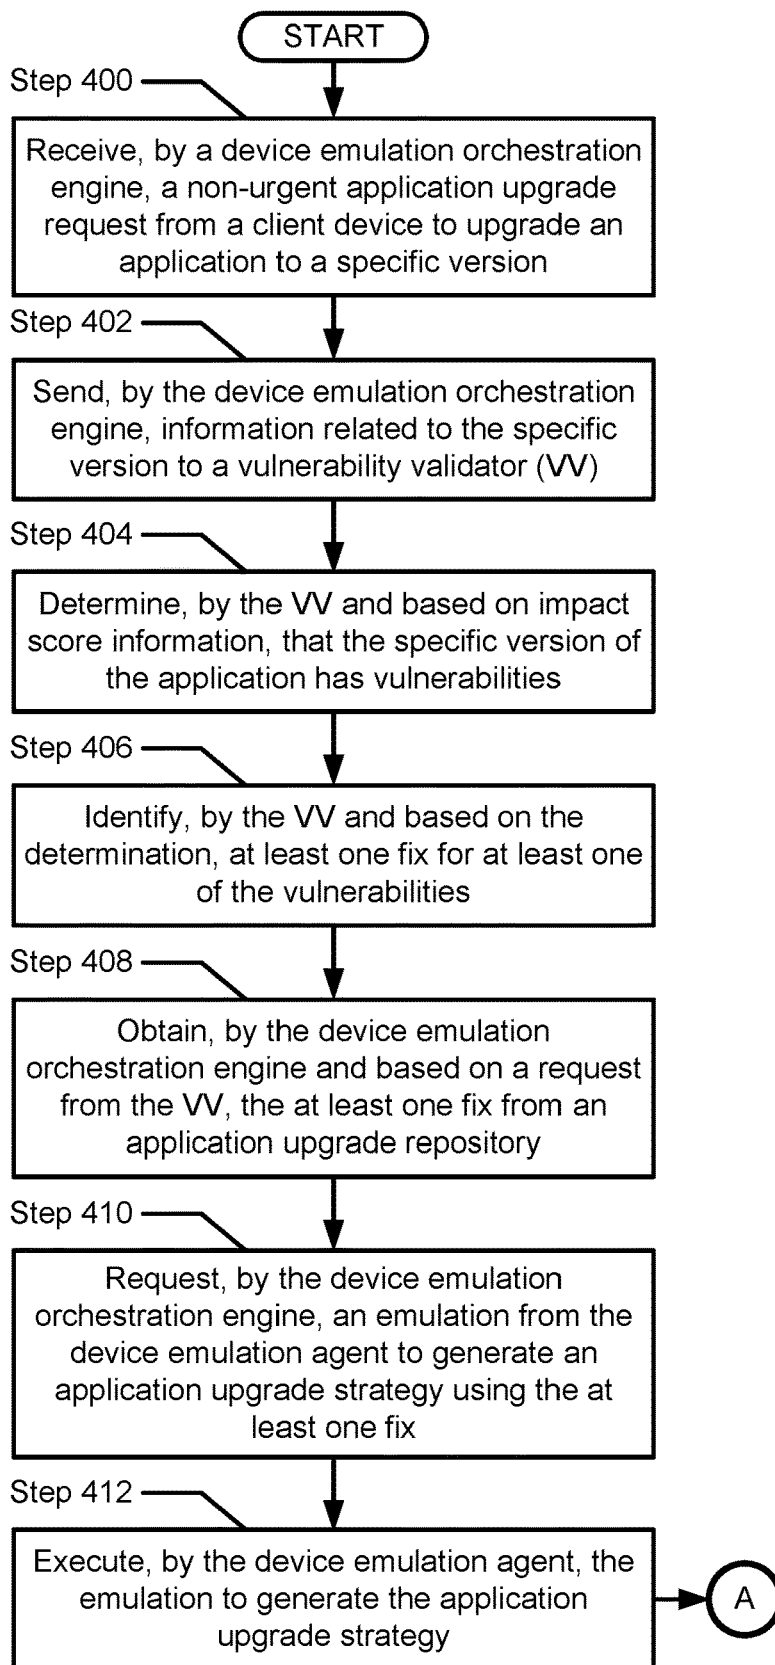 START
Step 400
Receive, by a device emulation orchestration
engine, a non-urgent application upgrade
request from a client device to upgrade an
application to a specific version
Step 402
Send, by the device emulation orchestration
engine, information related to the specific
version to a vulnerability validator (VV)
Step 404
Determine, by the VV and based on impact
score information, that the specific version of
the application has vulnerabilities
Step 406
Identify, by the VV and based on the
determination, at least one fix for at least one
of the vulnerabilities
Step 408
Obtain, by the device emulation
orchestration engine and based on a request
from the VV, the at least one fix from an
application upgrade repository
Step 410
Request, by the device emulation
orchestration engine, an emulation from the
device emulation agent to generate an
application upgrade strategy using the at
least one fix
Step 412
Execute, by the device emulation agent, the
emulation to generate the application
upgrade strategy
A